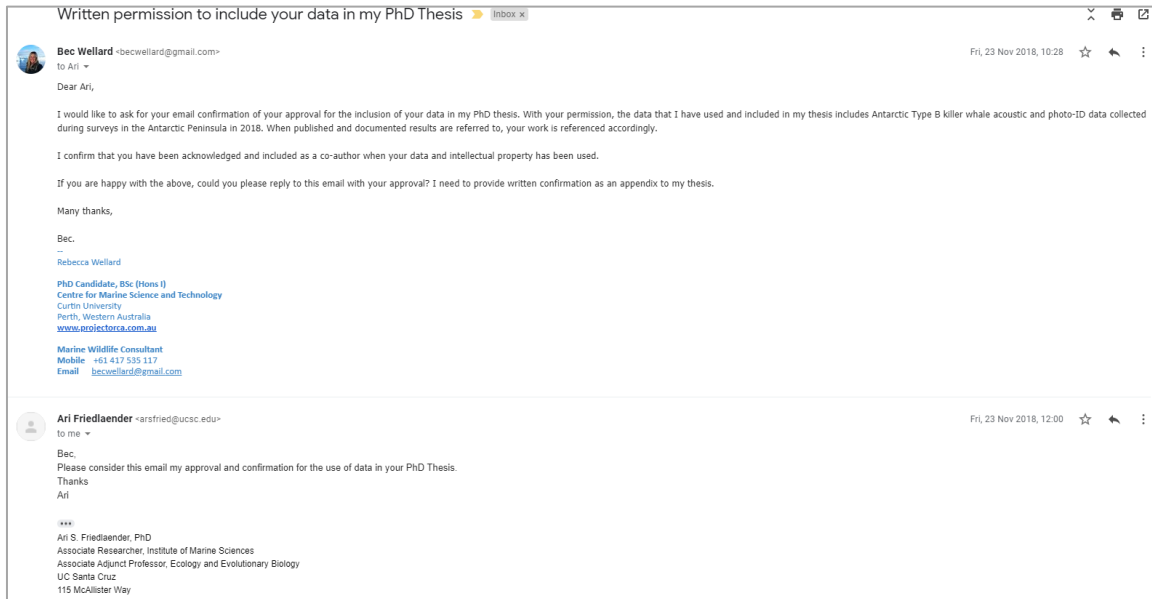 Written permission to include your data in my PhD Thesis Inbox x
Bec Wellard <becwellard@gmail.com> Fri, 23 Nov 2018, 10:28
to Ari
Dear Ari,
I would like to ask for your email confirmation of your approval for the inclusion of your data in my PhD thesis. With your permission, the data that I have used and included in my thesis includes Antarctic Type B killer whale acoustic and photo-ID data collected
during surveys in the Antarctic Peninsula in 2018. When published and documented results are referred to, your work is referenced accordingly.
I confirm that you have been acknowledged and included as a co-author when your data and intellectual property has been used.
If you are happy with the above, could you please reply to this email with your approval? I need to provide written confirmation as an appendix to my thesis.
Many thanks,
Bec.
--
Rebecca Wellard
PhD Candidate, BSc (Hons I)
Centre for Marine Science and Technology
Curtin University
Perth, Western Australia
www.projectorca.com.au
Marine Wildlife Consultant
Mobile +61 417 535 117
Email becwellard@gmail.com
Ari Friedlaender <arsfried@ucsc.edu> Fri, 23 Nov 2018, 12:00
to me
Bec,
Please consider this email my approval and confirmation for the use of data in your PhD Thesis.
Thanks
Ari
•••
Ari S. Friedlaender, PhD
Associate Researcher, Institute of Marine Sciences
Associate Adjunct Professor, Ecology and Evolutionary Biology
UC Santa Cruz
115 McAllister Way